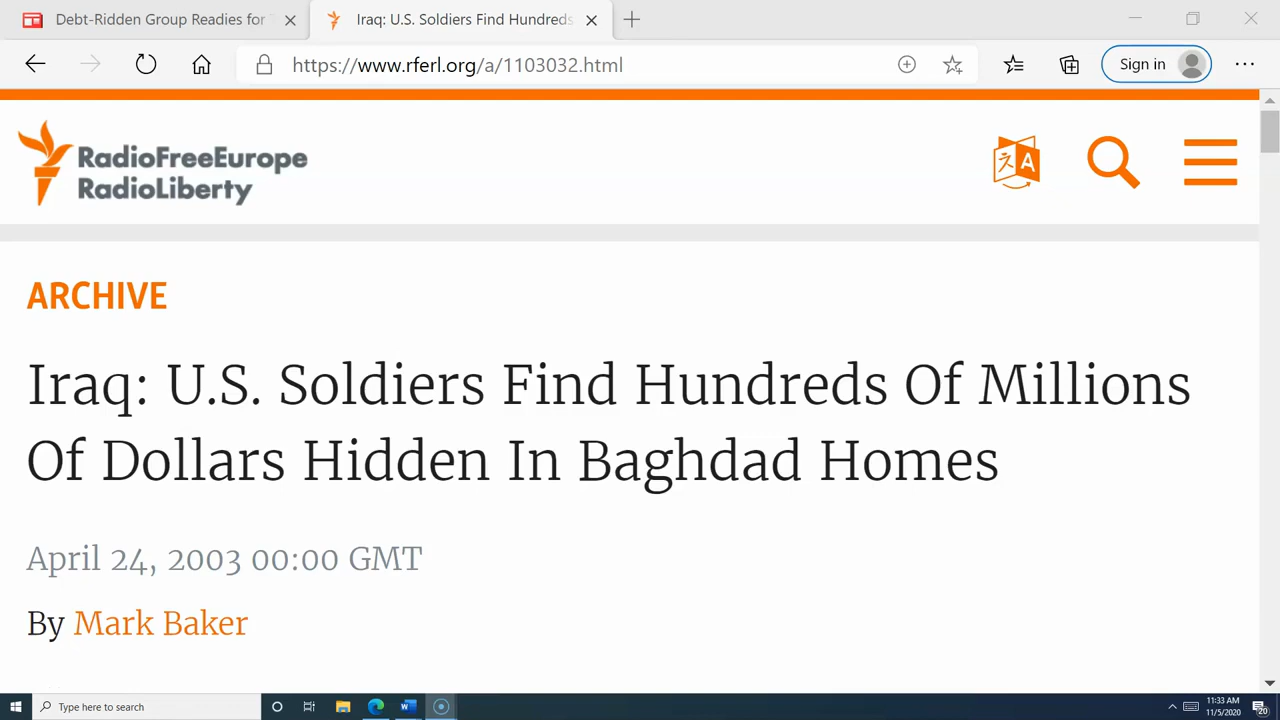 Debt-Ridden Group Readies for
Iraq: U.S. Soldiers Find Hundreds
https://www.rferl.org/a/1103032.html
Sign in
RadioFreeEurope
RadioLiberty
ARCHIVE
Iraq: U.S. Soldiers Find Hundreds Of Millions
Of Dollars Hidden In Baghdad Homes
April 24, 2003 00:00 GMT
By Mark Baker
Type here to search
11:33 AM
11/5/2020
20